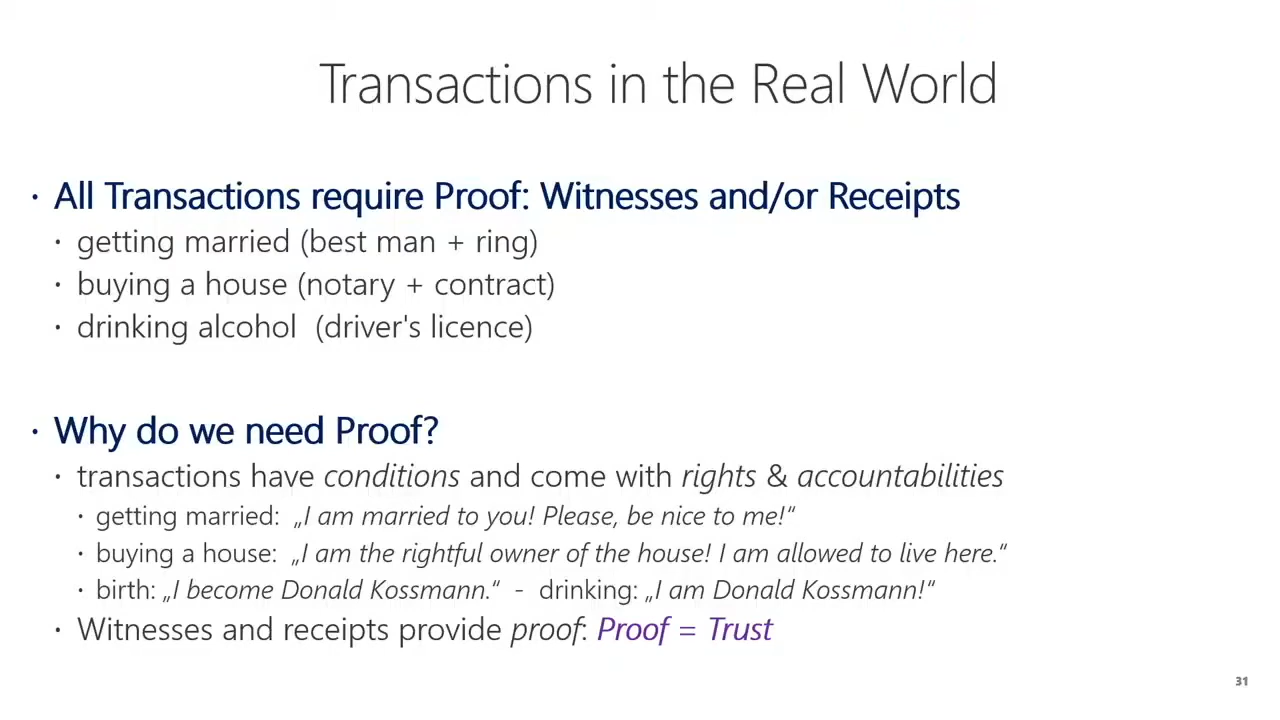 Transactions in the Real World
· All Transactions require Proof: Witnesses and/or Receipts
· getting married (best man + ring)
· buying a house (notary + contract)
· drinking alcohol  (driver's licence)
· Why do we need Proof?
· transactions have conditions and come with rights & accountabilities
· getting married:  „I am married to you! Please, be nice to me!“
· buying a house:  „I am the rightful owner of the house! I am allowed to live here.“
· birth: „I become Donald Kossmann.“  -  drinking: „I am Donald Kossmann!“
· Witnesses and receipts provide proof: Proof = Trust
31